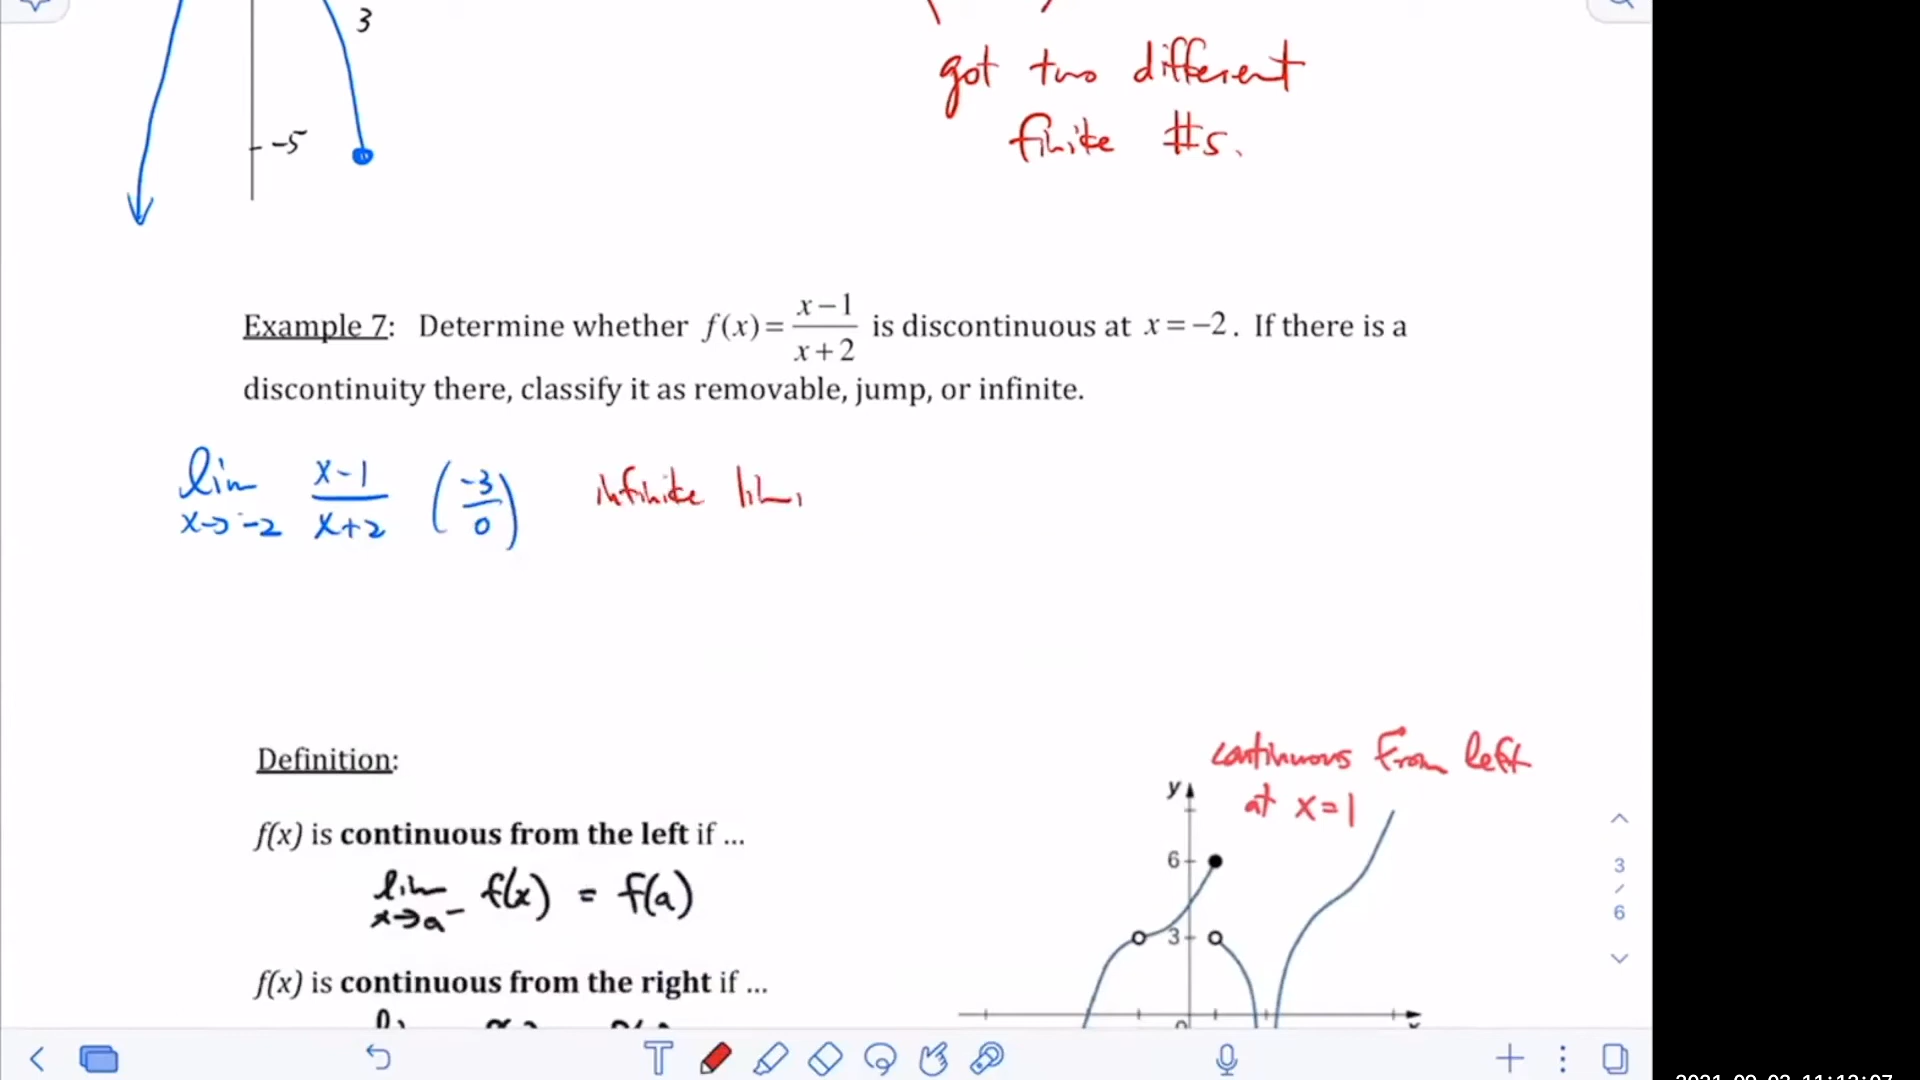 3
got two different
-5
finite #s.
Example 7: Determine whether f(x)= x−1 / x+2 is discontinuous at x=−2. If there is a
discontinuity there, classify it as removable, jump, or infinite.
lim x→-2 x-1 / x+2 (-3/0) infinite
Definition:
continuous from left
at x=1
y
f(x) is continuous from the left if ...
6
lim x→a⁻ f(x) = f(a)
3
f(x) is continuous from the right if ...
3
6
T